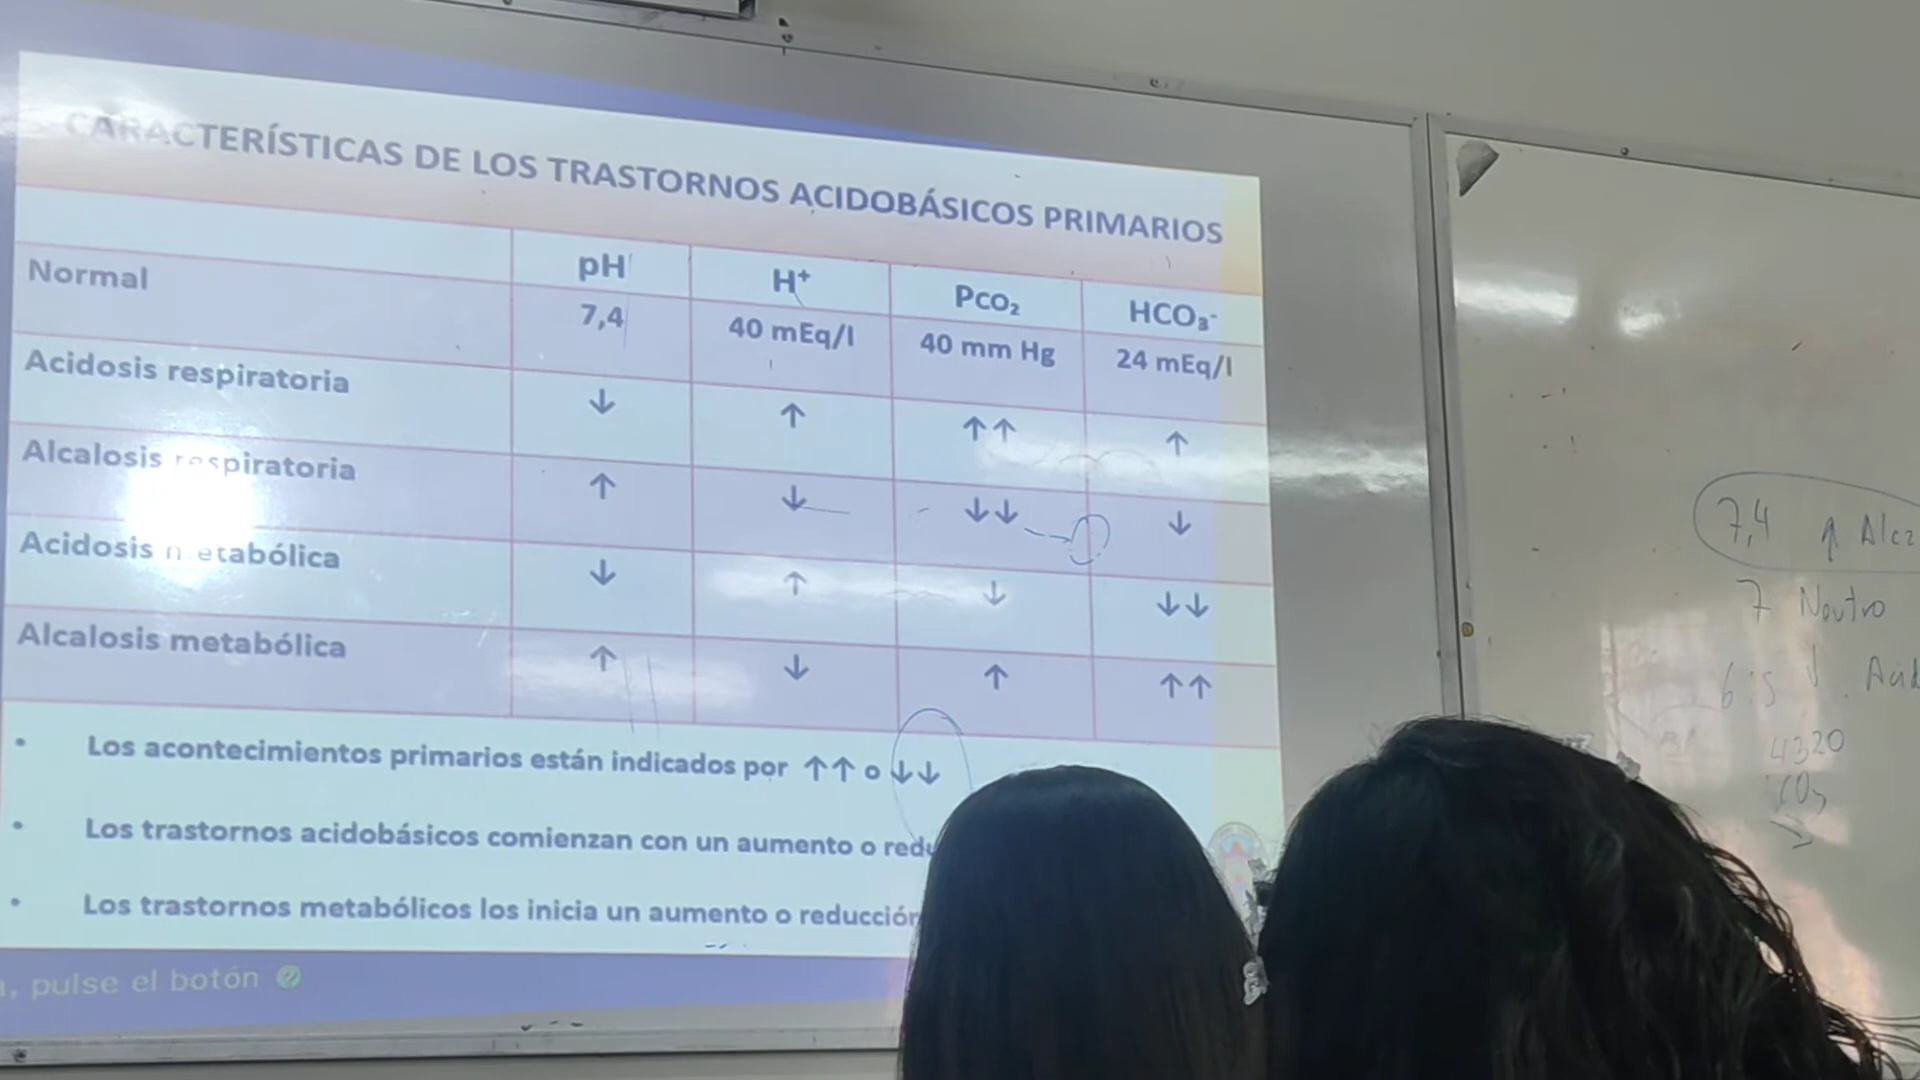 CARACTERÍSTICAS DE LOS TRASTORNOS ACIDOBÁSICOS PRIMARIOS
pH H⁺ Pco₂ HCO₃⁻
Normal 7,4 40 mEq/l 40 mm Hg 24 mEq/l
Acidosis respiratoria ↓ ↑ ↑↑ ↑
Alcalosis respiratoria ↑ ↓ ↓↓ ↓
Acidosis metabólica ↓ ↑ ↓ ↓↓
Alcalosis metabólica ↑ ↓ ↑ ↑↑
• Los acontecimientos primarios están indicados por ↑↑ o ↓↓
• Los trastornos acidobásicos comienzan con un aumento o
• Los trastornos metabólicos los inicia un aumento o reducción
, pulse el botón
7,4
7 Neutro
4320